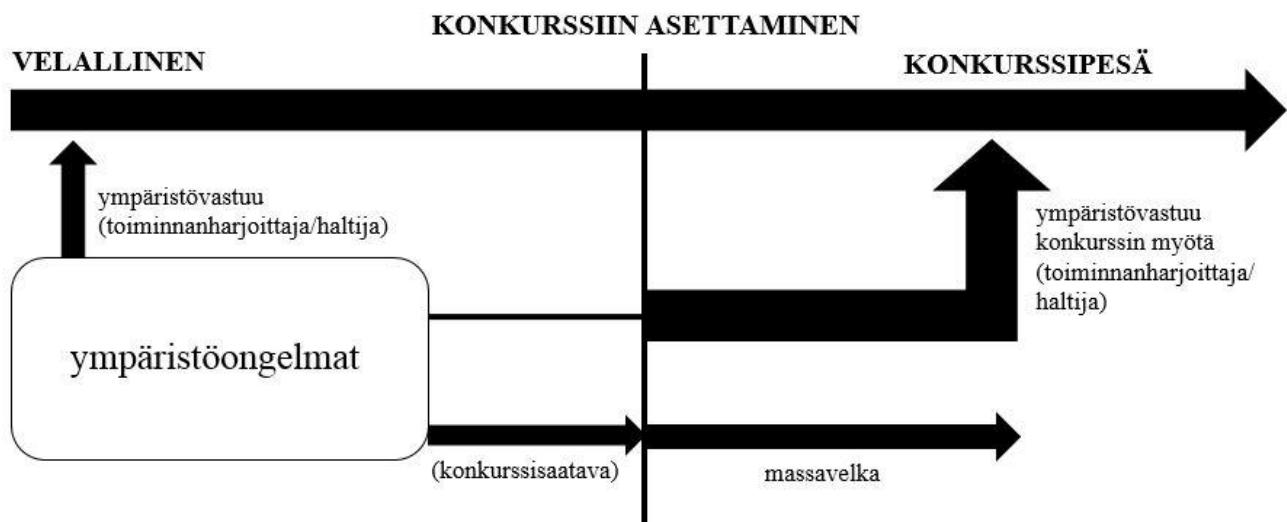 KONKURSSIIN ASETTAMINEN
VELALLINEN
KONKURSSIPESÄ
ympäristövastuu
(toiminnanharjoittaja/haltija)
ympäristövastuu
konkurssin myötä
(toiminnanharjoittaja/
haltija)
ympäristöongelmat
(konkurssisaatava)
massavelka